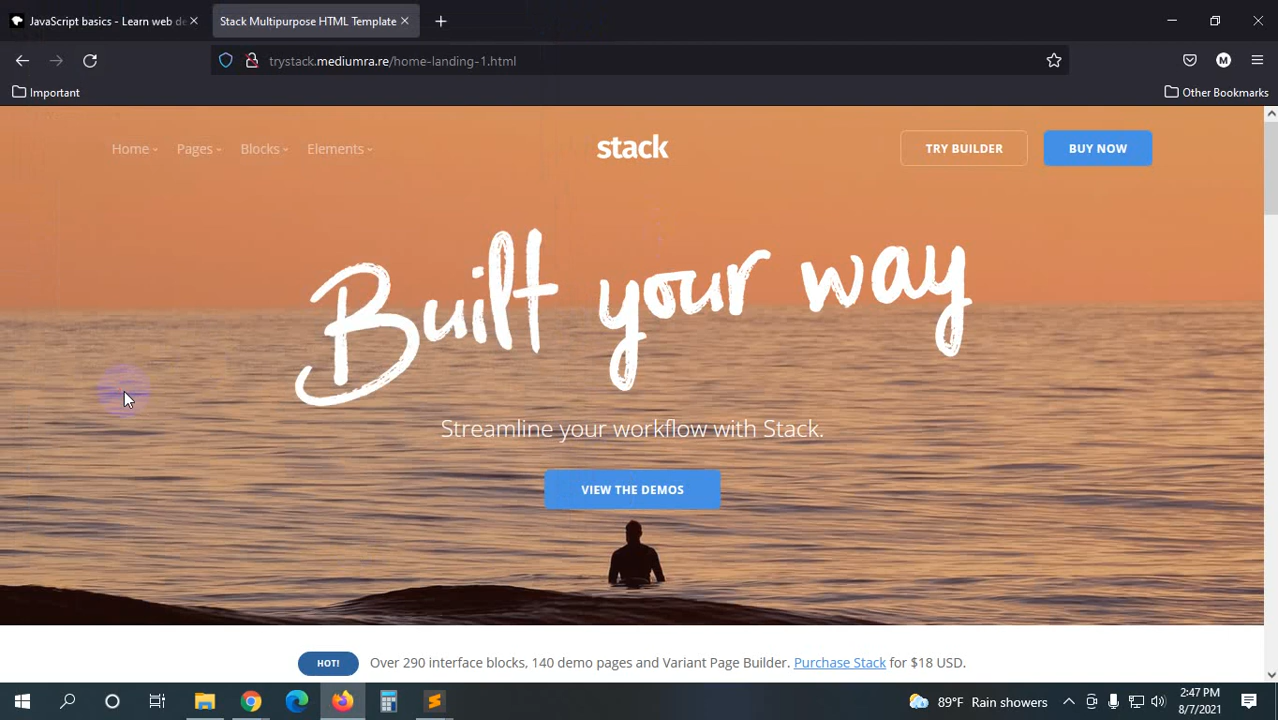 JavaScript basics - Learn web de
Stack Multipurpose HTML Template
trystack.mediumra.re/home-landing-1.html
M
Important
Other Bookmarks
Home
Pages
Blocks
Elements
stack
TRY BUILDER
BUY NOW
Built your way
Streamline your workflow with Stack.
VIEW THE DEMOS
HOT!
Over 290 interface blocks, 140 demo pages and Variant Page Builder. Purchase Stack for $18 USD.
89°F Rain showers
2:47 PM
8/7/2021